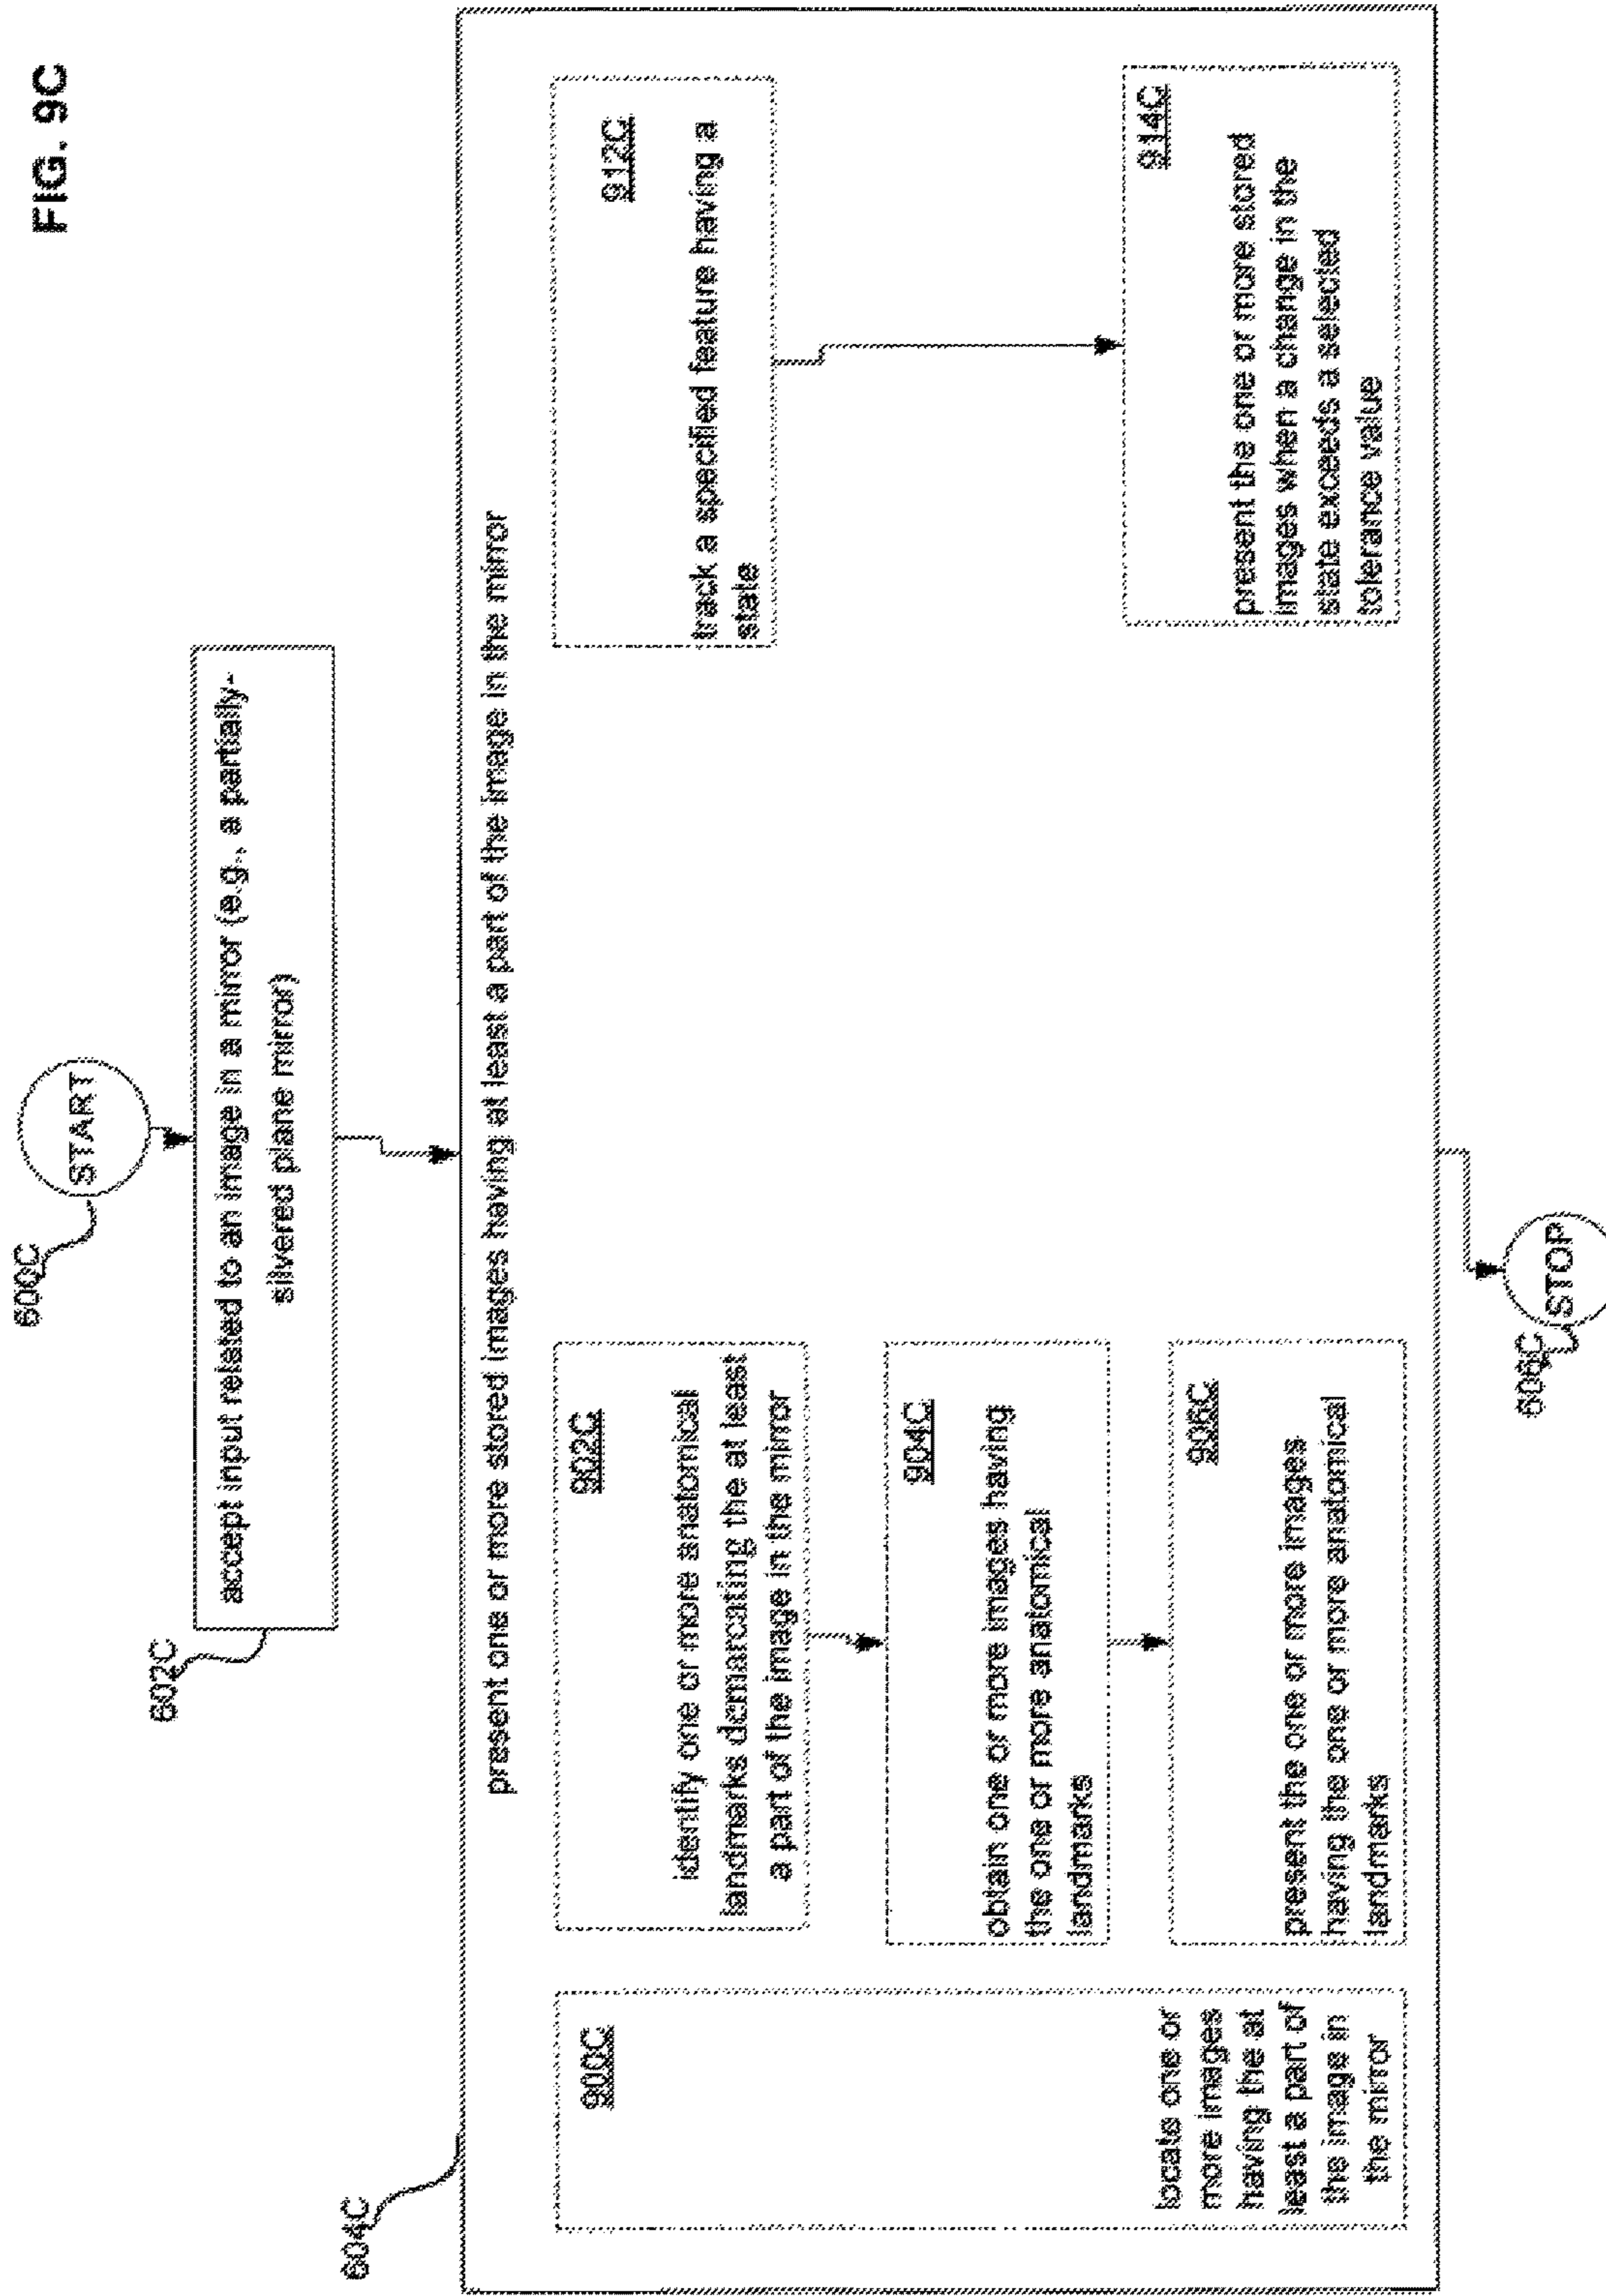 FIG. 9C
600C
START
602C
accept input related to an image in a mirror (e.g., a partially-
silvered plane mirror)
604C
present one or more stored images having at least a part of the image in the mirror
900C
locate one or
more images
having the at
least a part of
the image in
the mirror
902C
identify one or more anatomical
landmarks demarcating the at least
a part of the image in the mirror
904C
obtain one or more images having
the one or more anatomical
landmarks
906C
present the one or more images
having the one or more anatomical
landmarks
912C
track a specified feature having a
state
914C
present the one or more stored
images when a change in the
state exceeds a selected
tolerance value
606C
STOP